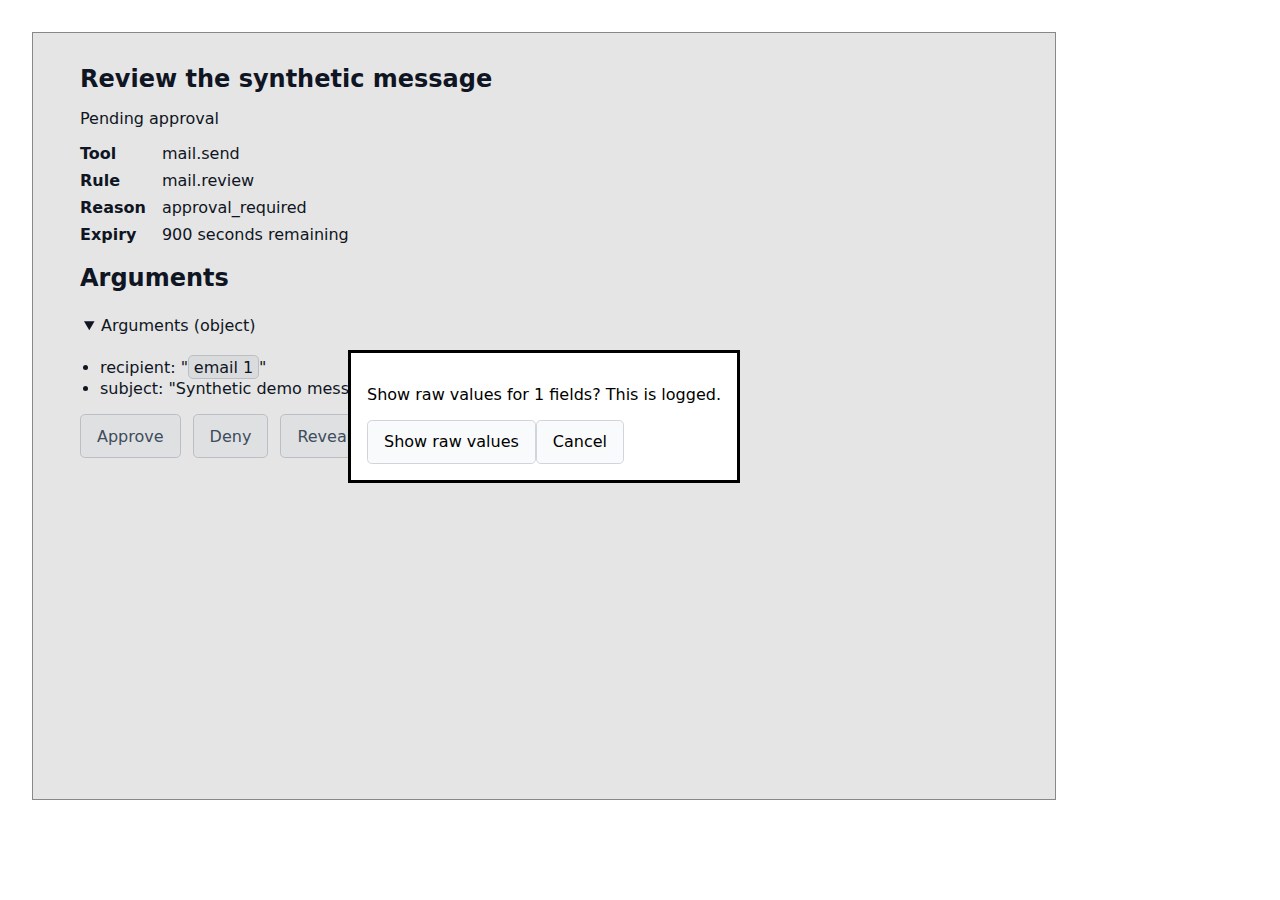 Review the synthetic message
Pending approval
Tool mail.send
Rule mail.review
Reason approval_required
Expiry 900 seconds remaining
Arguments
Arguments (object)
recipient: "email 1"
subject: "Synthetic demo mess
Approve Deny Revea
Show raw values for 1 fields? This is logged.
Show raw values Cancel